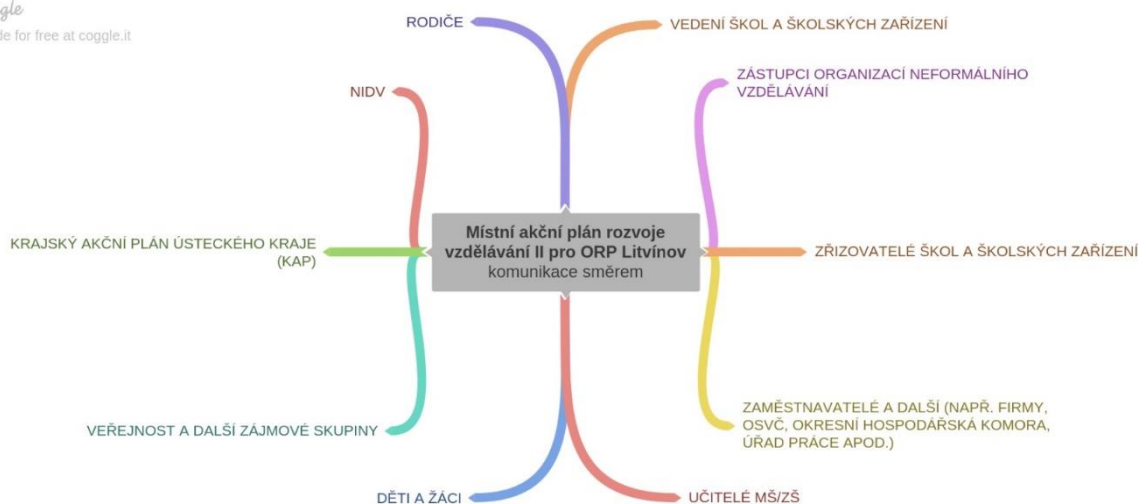 gle
de for free at coggle.it
RODIČE
VEDENÍ ŠKOL A ŠKOLSKÝCH ZAŘÍZENÍ
NIDV
ZÁSTUPCI ORGANIZACÍ NEFORMÁLNÍHO
VZDĚLÁVÁNÍ
Místní akční plán rozvoje
vzdělávání II pro ORP Litvínov
komunikace směrem
KRAJSKÝ AKČNÍ PLÁN ÚSTECKÉHO KRAJE
(KAP)
ZŘIZOVATELÉ ŠKOL A ŠKOLSKÝCH ZAŘÍZENÍ
VEŘEJNOST A DALŠÍ ZÁJMOVÉ SKUPINY
ZAMĚSTNAVATELÉ A DALŠÍ (NAPŘ. FIRMY,
OSVČ, OKRESNÍ HOSPODÁŘSKÁ KOMORA,
ÚŘAD PRÁCE APOD.)
DĚTI A ŽÁCI
UČITELÉ MŠ/ZŠ